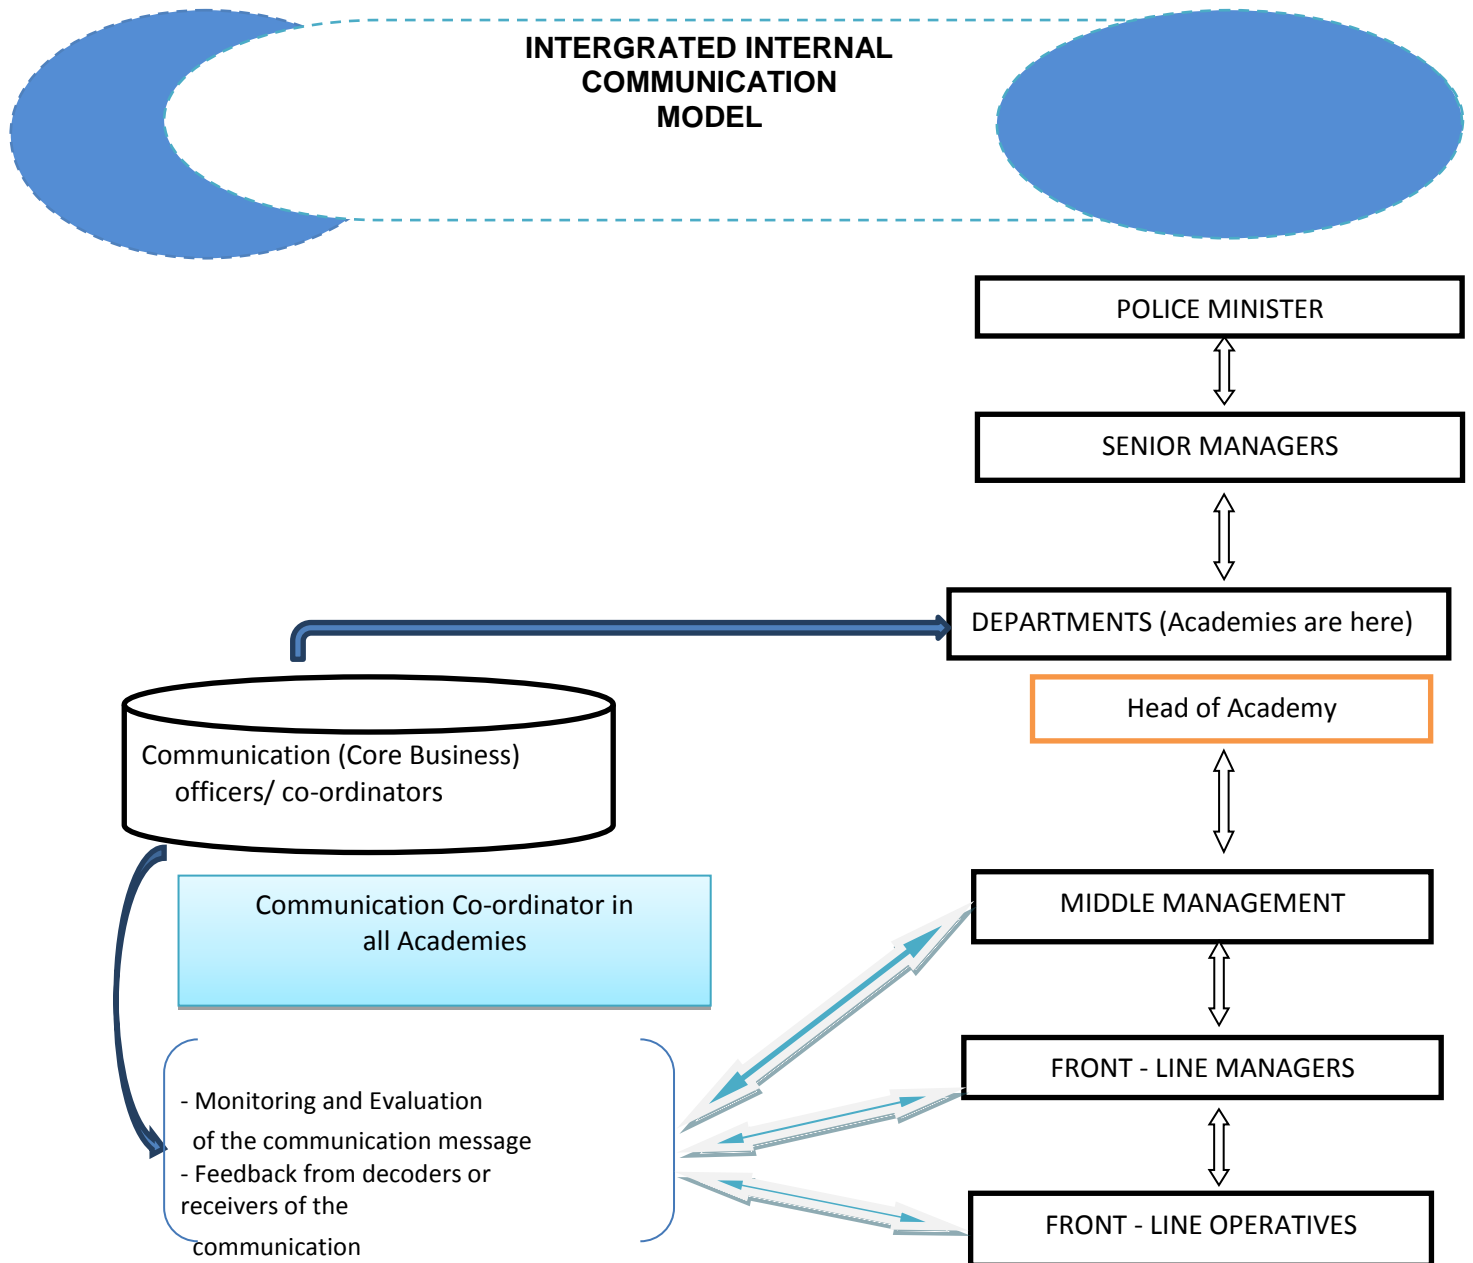 INTERGRATED INTERNAL
COMMUNICATION
MODEL
POLICE MINISTER
SENIOR MANAGERS
DEPARTMENTS (Academies are here)
Head of Academy
Communication (Core Business)
officers/ co-ordinators
Communication Co-ordinator in
all Academies
MIDDLE MANAGEMENT
FRONT - LINE MANAGERS
- Monitoring and Evaluation
of the communication message
- Feedback from decoders or
receivers of the
communication
FRONT - LINE OPERATIVES